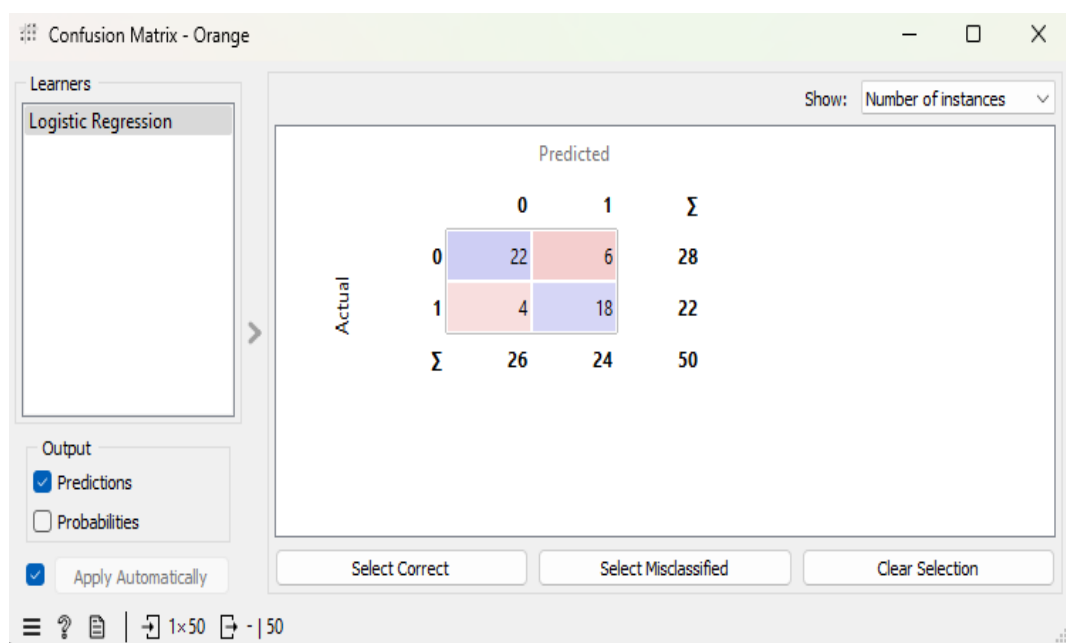 Confusion Matrix - Orange
Learners
Logistic Regression
Show: Number of instances
Predicted
0 1 Σ
0 22 6 28
Actual
1 4 18 22
Σ 26 24 50
Output
Predictions
Probabilities
Apply Automatically
Select Correct Select Misclassified Clear Selection
1×50 - | 50